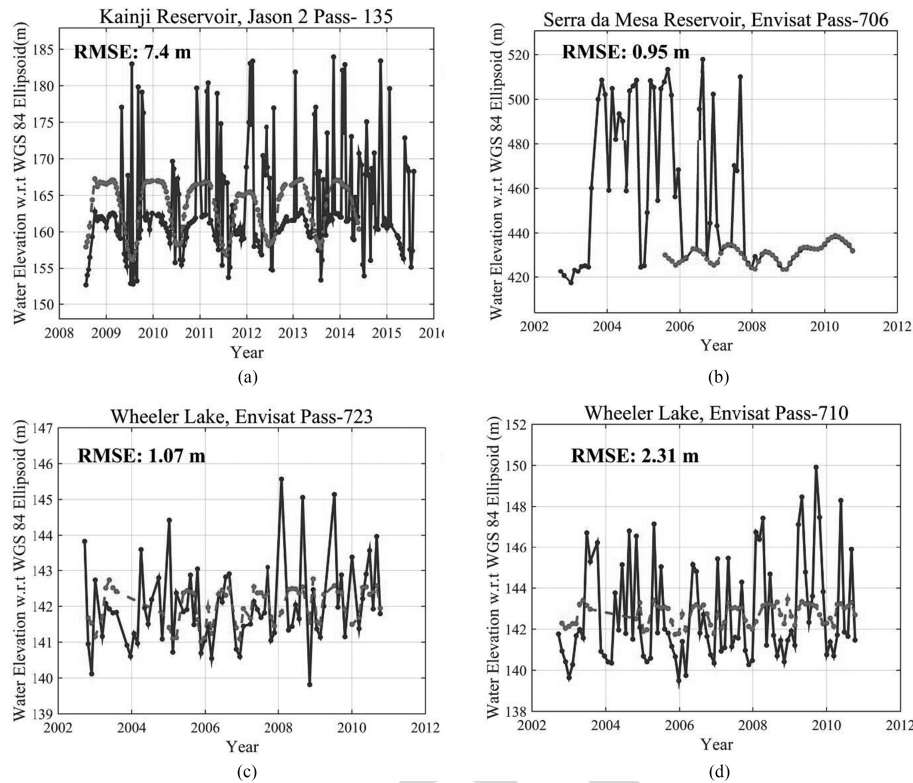 Kainji Reservoir, Jason 2 Pass- 135
Water Elevation w.r.t WGS 84 Ellipsoid(m)
RMSE: 7.4 m
185
180
175
170
165
160
155
150
2008 2009 2010 2011 2012 2013 2014 2015 2016
Year
(a)
Serra da Mesa Reservoir, Envisat Pass-706
Water Elevation w.r.t WGS 84 Ellipsoid (m)
RMSE: 0.95 m
520
500
480
460
440
420
2002 2004 2006 2008 2010 2012
Year
(b)
Wheeler Lake, Envisat Pass-723
Water Elevation w.r.t WGS 84 Ellipsoid (m)
RMSE: 1.07 m
147
146
145
144
143
142
141
140
139
2002 2004 2006 2008 2010 2012
Year
(c)
Wheeler Lake, Envisat Pass-710
Water Elevation w.r.t WGS 84 Ellipsoid (m)
RMSE: 2.31 m
152
150
148
146
144
142
140
138
2002 2004 2006 2008 2010 2012
Year
(d)